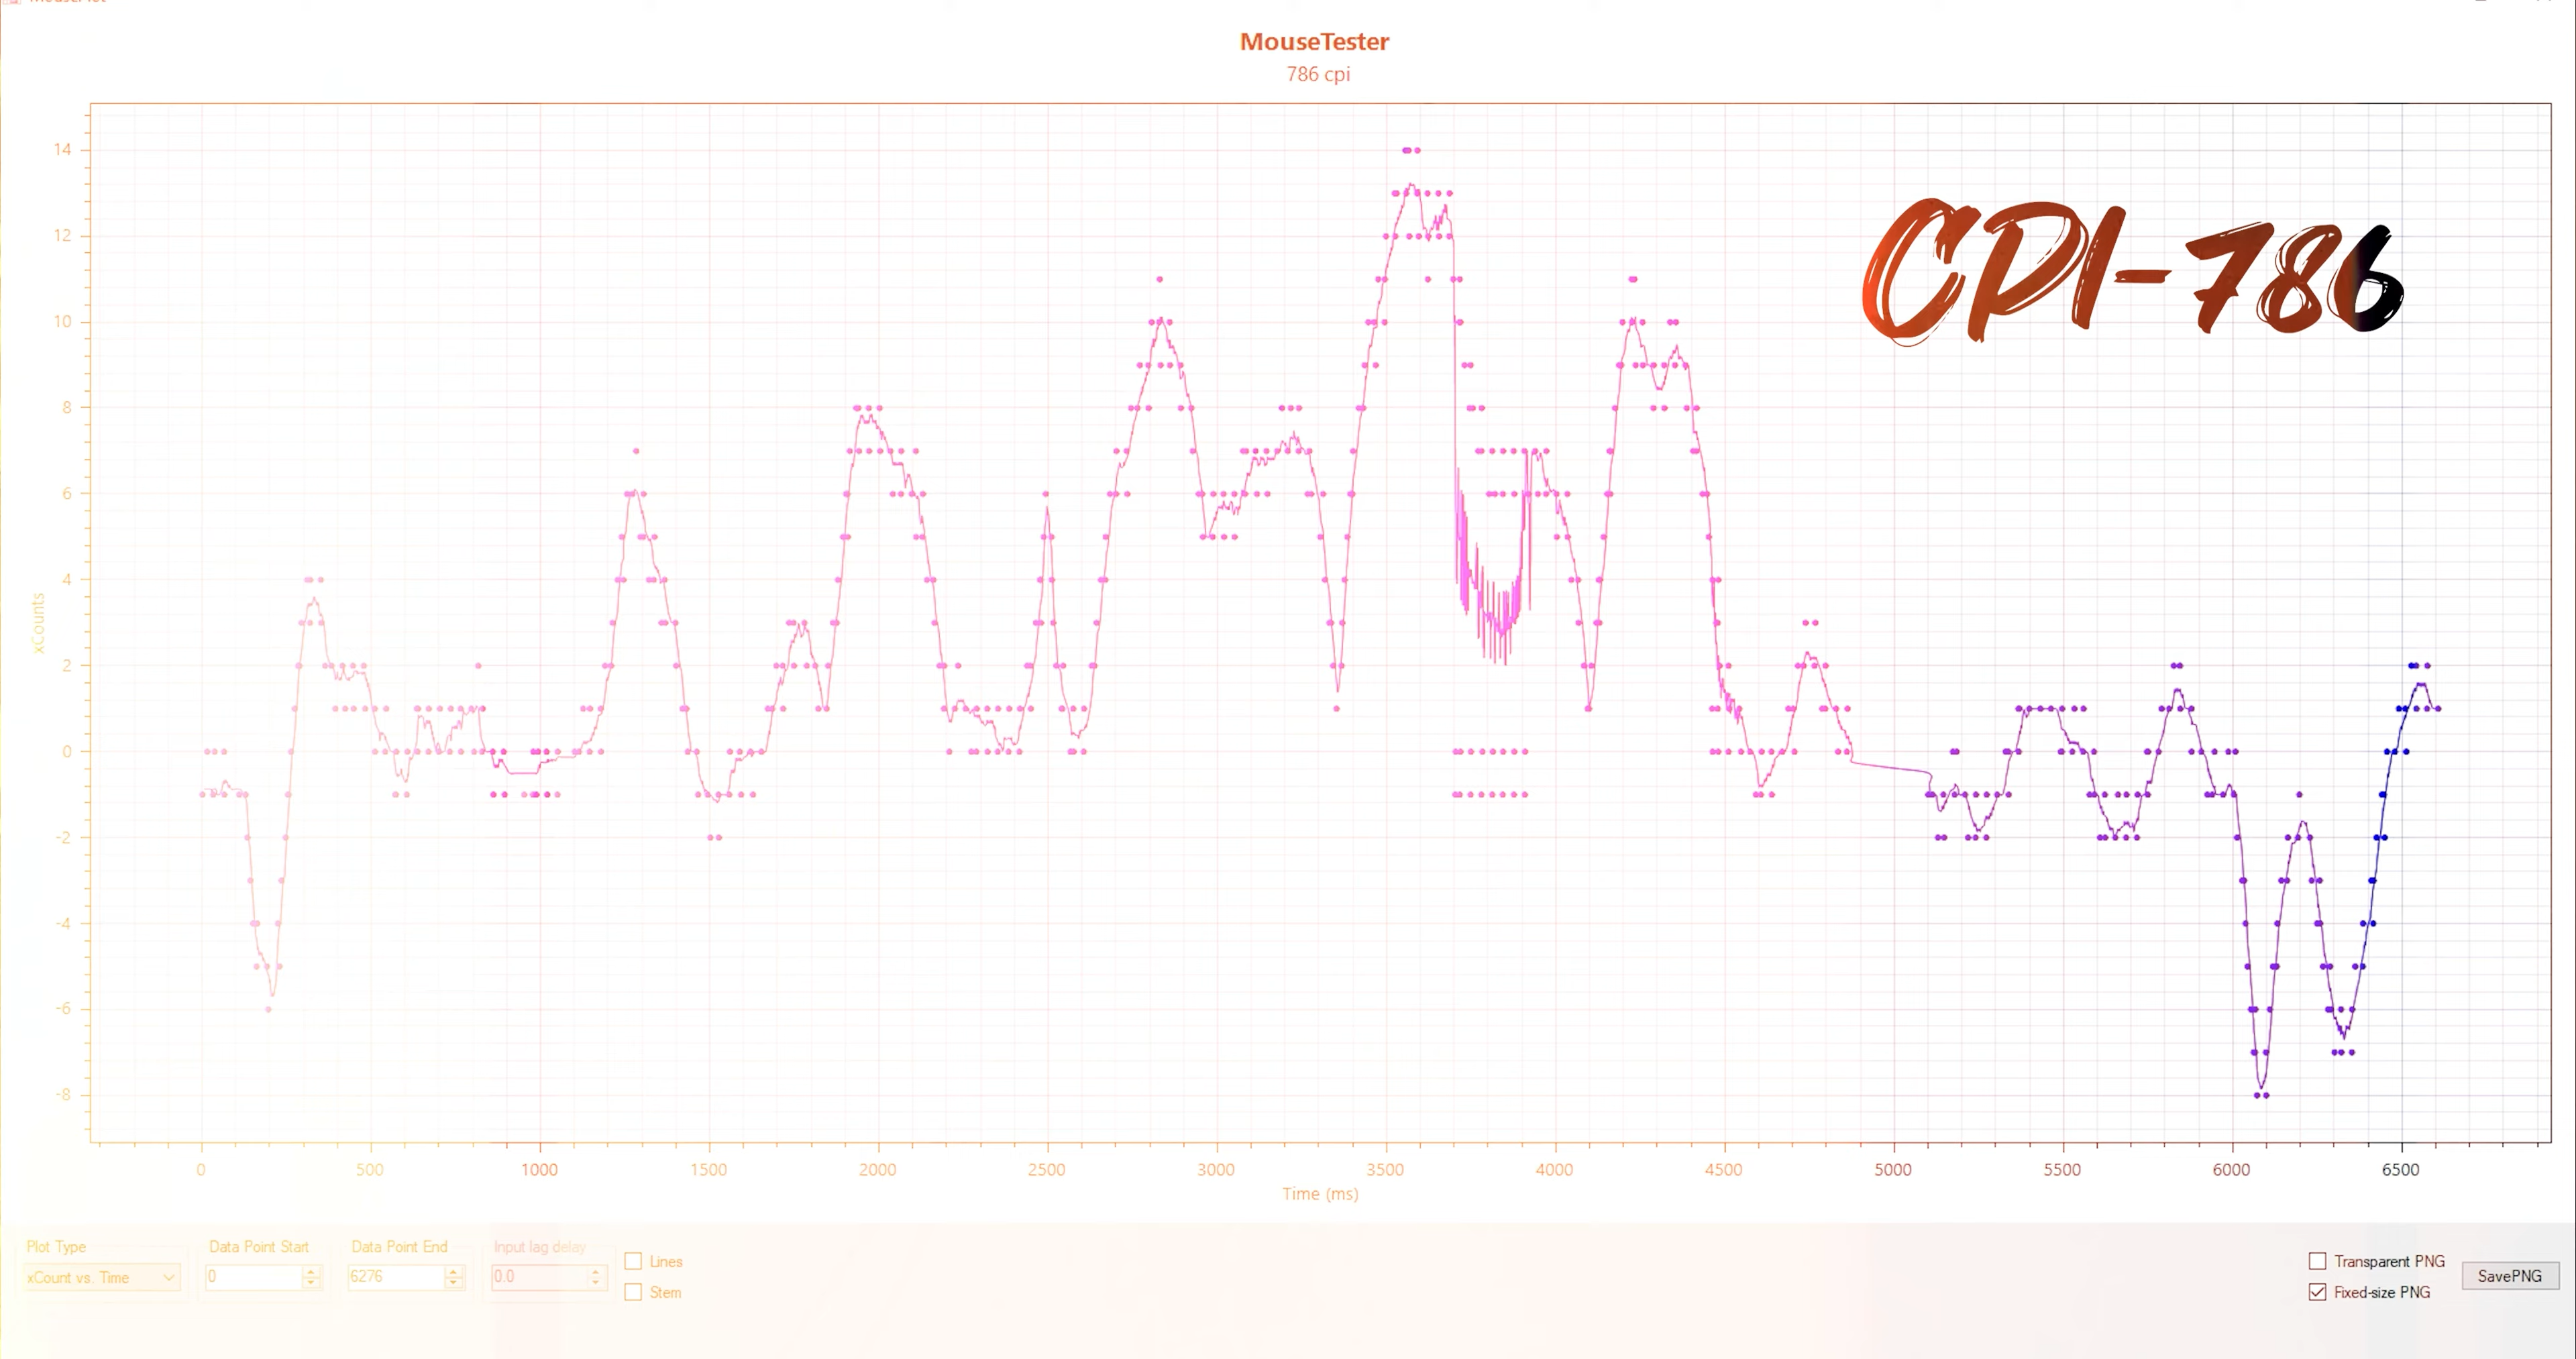 MouseTester
786 cpi
CPI-786
14
12
10
8
6
4
2
0
-2
-4
-6
-8
xCounts
0 500 1000 1500 2000 2500 3000 3500 4000 4500 5000 5500 6000 6500
Time (ms)
Plot Type Data Point Start Data Point End Input lag delay
xCount vs. Time 0 6276 0.0
Lines
Stem
Transparent PNG
Fixed-size PNG
SavePNG